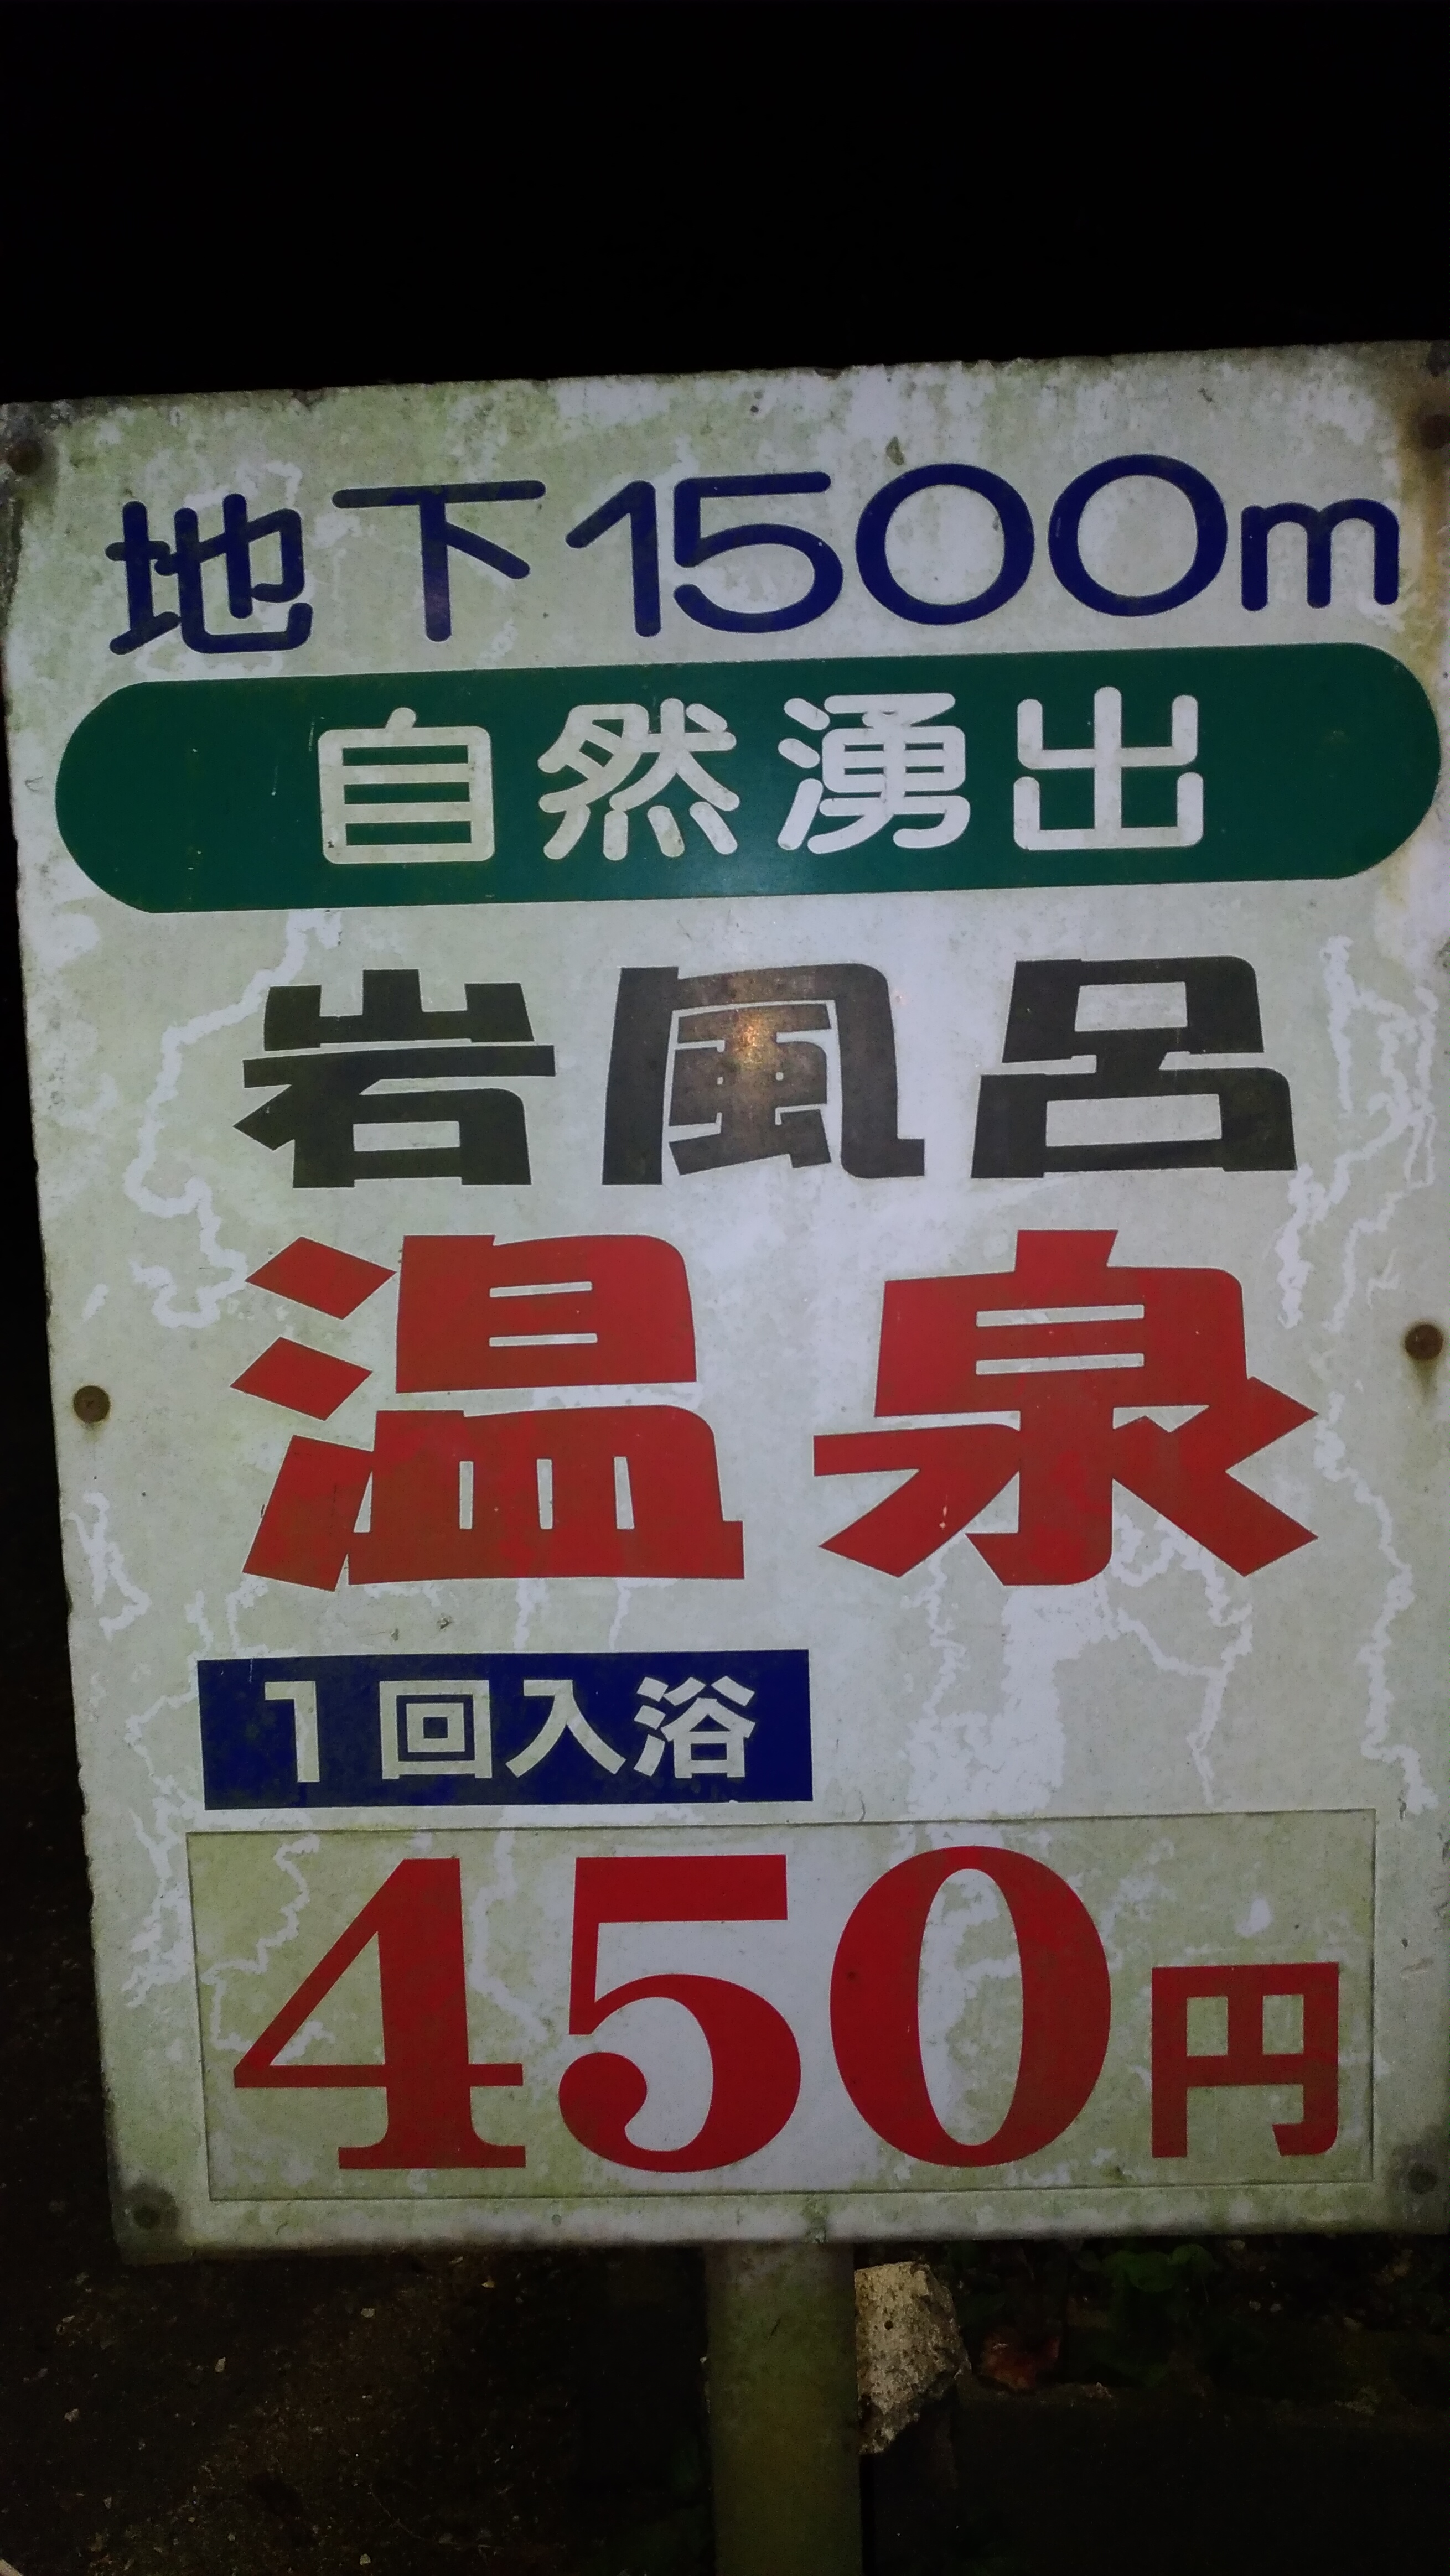 地下1500m
自然湧出
岩風呂
温泉
1回入浴
450円